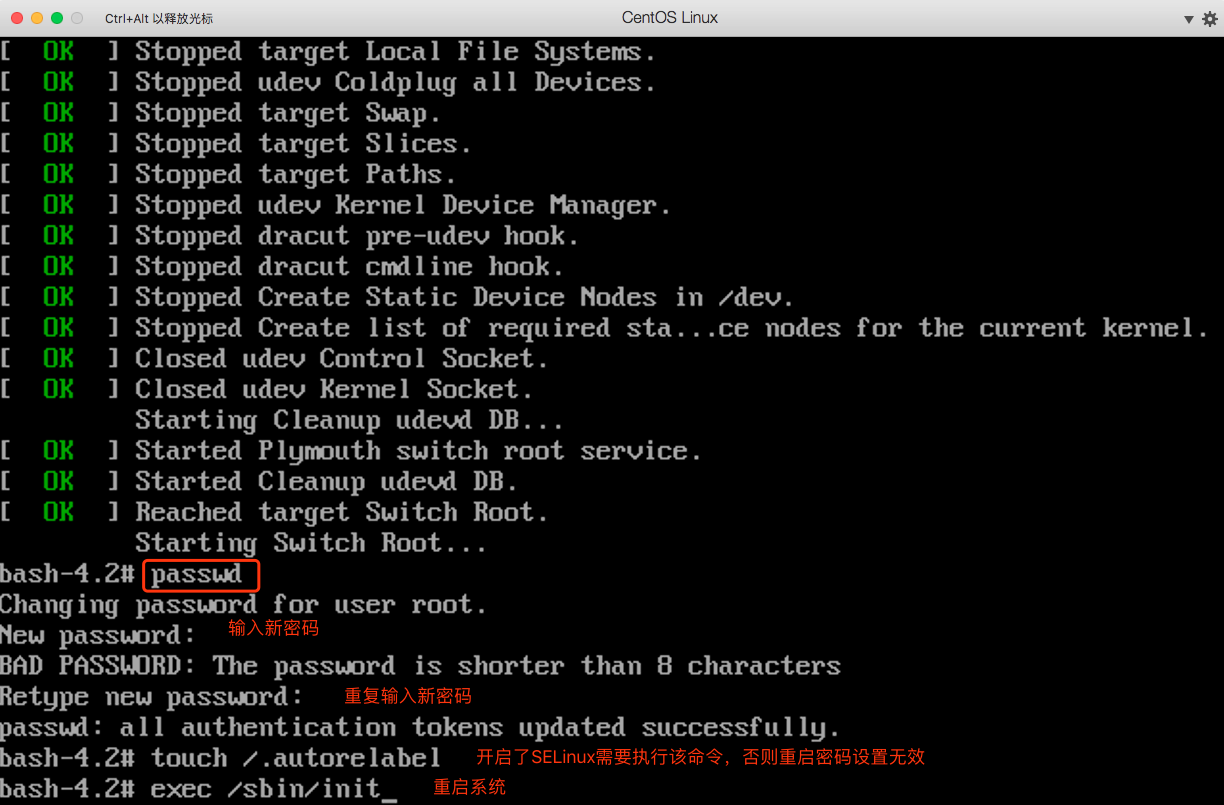 Ctrl+Alt 以释放光标
CentOS Linux
[  OK  ] Stopped target Local File Systems.
[  OK  ] Stopped udev Coldplug all Devices.
[  OK  ] Stopped target Swap.
[  OK  ] Stopped target Slices.
[  OK  ] Stopped target Paths.
[  OK  ] Stopped udev Kernel Device Manager.
[  OK  ] Stopped dracut pre-udev hook.
[  OK  ] Stopped dracut cmdline hook.
[  OK  ] Stopped Create Static Device Nodes in /dev.
[  OK  ] Stopped Create list of required sta...ce nodes for the current kernel.
[  OK  ] Closed udev Control Socket.
[  OK  ] Closed udev Kernel Socket.
Starting Cleanup udevd DB...
[  OK  ] Started Plymouth switch root service.
[  OK  ] Started Cleanup udevd DB.
[  OK  ] Reached target Switch Root.
Starting Switch Root...
bash-4.2# passwd
Changing password for user root.
New password: 输入新密码
BAD PASSWORD: The password is shorter than 8 characters
Retype new password: 重复输入新密码
passwd: all authentication tokens updated successfully.
bash-4.2# touch /.autorelabel 开启了SELinux需要执行该命令，否则重启密码设置无效
bash-4.2# exec /sbin/init_ 重启系统